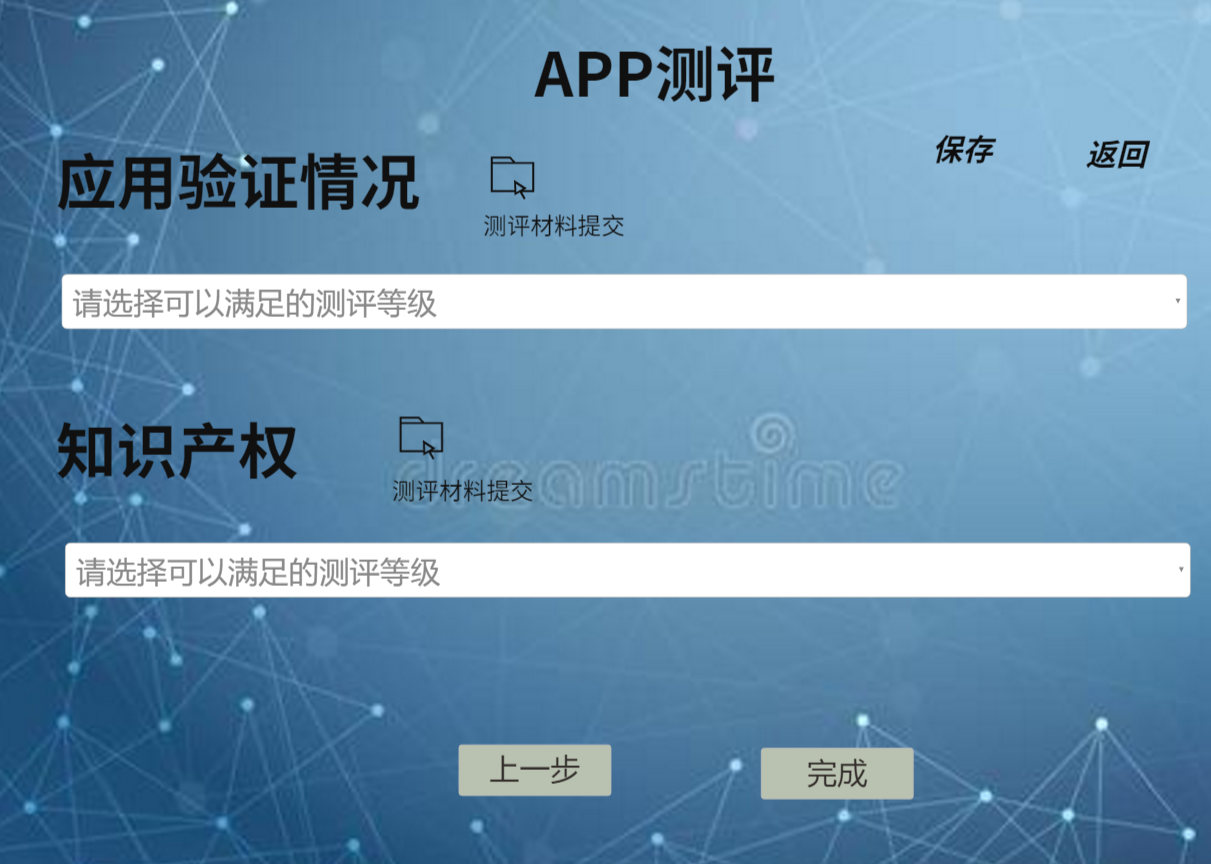 APP测评
保存
返回
应用验证情况
测评材料提交
请选择可以满足的测评等级
知识产权
测评材料提交
dreamstime
请选择可以满足的测评等级
上一步
完成